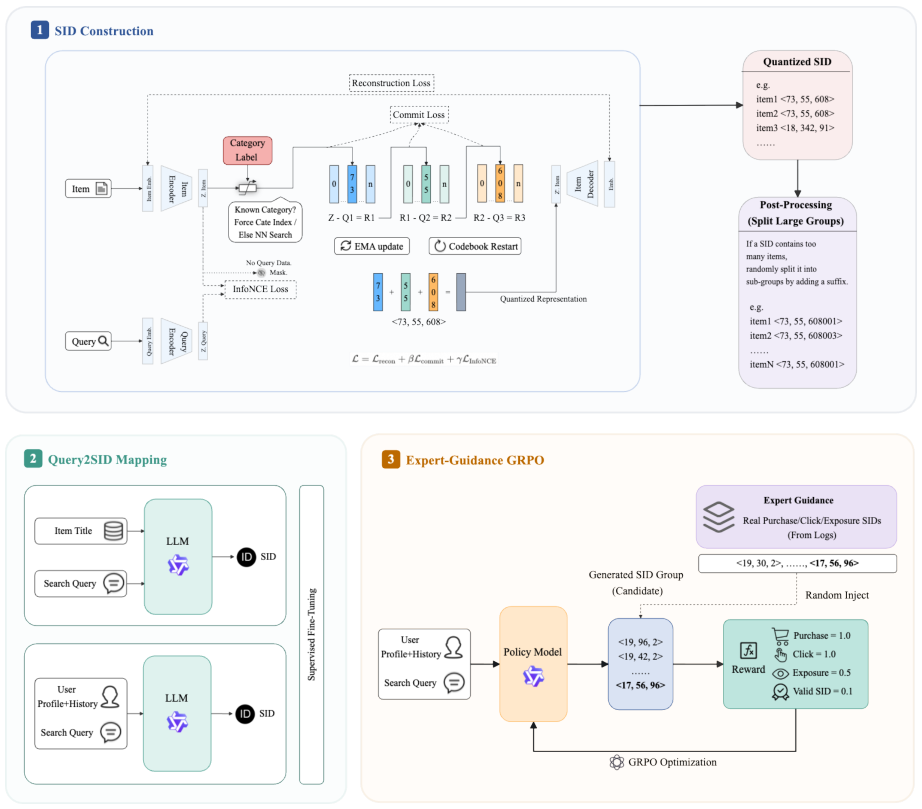 1 SID Construction
Reconstruction Loss
Commit Loss
Category
Label
Item
Item Emb.
Item
Encoder
Z. Item
Known Category?
Force Cate Index /
Else NN Search
0
73
n
0
55
n
0
608
n
Z - Q1 = R1
R1 - Q2 = R2
R2 - Q3 = R3
Z. Item
Item
Decoder
Emb.
EMA update
Codebook Restart
No Query Data.
Mask.
InfoNCE Loss
73 + 55 + 608 =
<73, 55, 608>
Quantized Representation
Query
Query Emb.
Query
Encoder
Z. Query
ℒ = ℒrecon + βℒcommit + γℒInfoNCE
Quantized SID
e.g.
item1 <73, 55, 608>
item2 <73, 55, 608>
item3 <18, 342, 91>
……
Post-Processing
(Split Large Groups)
If a SID contains too
many items,
randomly split it into
sub-groups by adding a suffix.
e.g.
item1 <73, 55, 608001>
item2 <73, 55, 608003>
……
itemN <73, 55, 608001>
2 Query2SID Mapping
Item Title
Search Query
LLM
ID SID
User
Profile+History
Search Query
LLM
ID SID
Supervised Fine-Tuning
3 Expert-Guidance GRPO
Expert Guidance
Real Purchase/Click/Exposure SIDs
(From Logs)
<19, 30, 2>, ……, <17, 56, 96>
Generated SID Group
(Candidate)
Random Inject
User
Profile+History
Search Query
Policy Model
<19, 96, 2>
<19, 42, 2>
……
<17, 56, 96>
fx
Reward
Purchase = 1.0
Click = 1.0
Exposure = 0.5
Valid SID = 0.1
GRPO Optimization